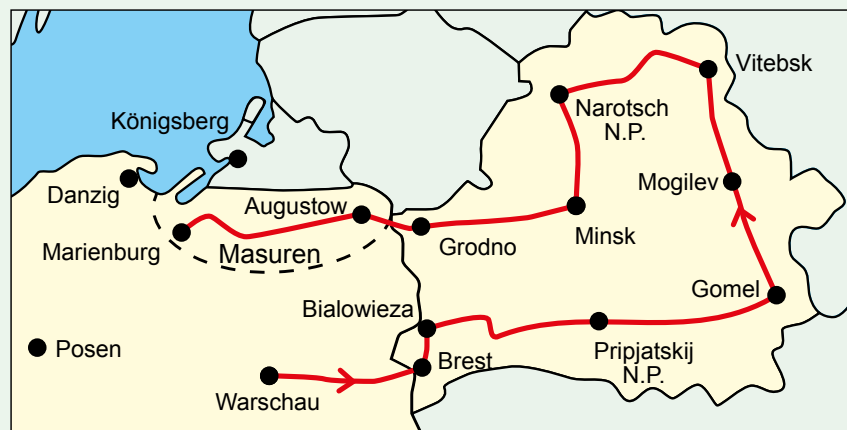 Vitebsk
Narotsch
N.P.
Königsberg
Danzig
Augustow
Mogilev
Marienburg
Masuren
Grodno
Minsk
Gomel
Bialowieza
Posen
Brest
Pripjatskij
N.P.
Warschau